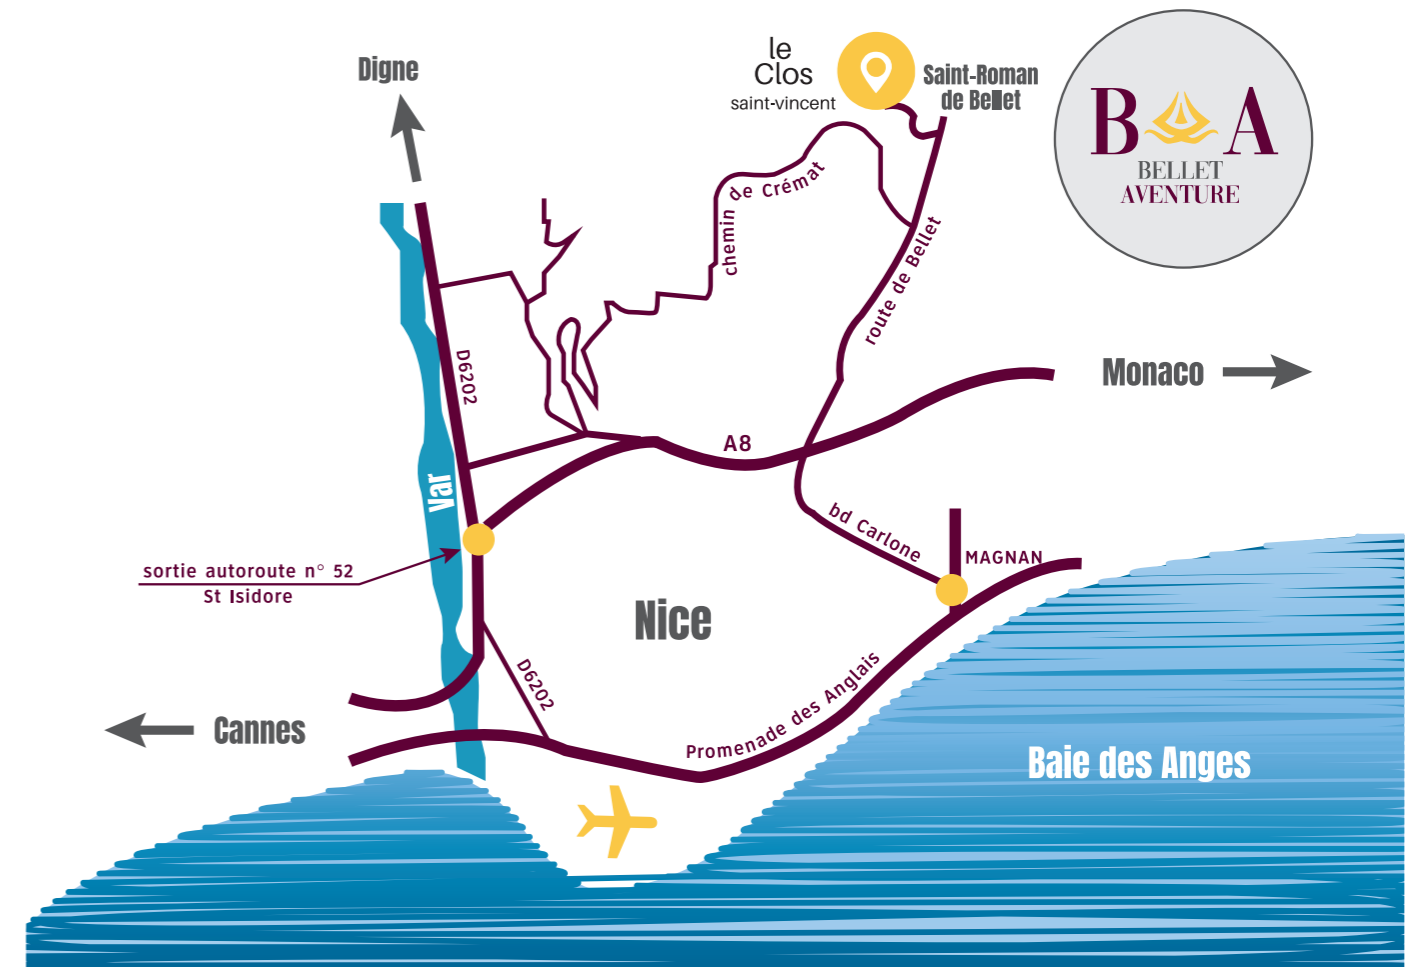 Digne
le
Clos
saint-vincent
Saint-Roman
de Bellet
B A
BELLET
AVENTURE
chemin de Crémat
route de Bellet
D6202
Monaco
A8
Var
bd Carlone
MAGNAN
sortie autoroute n° 52
St Isidore
Nice
D6202
Promenade des Anglais
Cannes
Baie des Anges